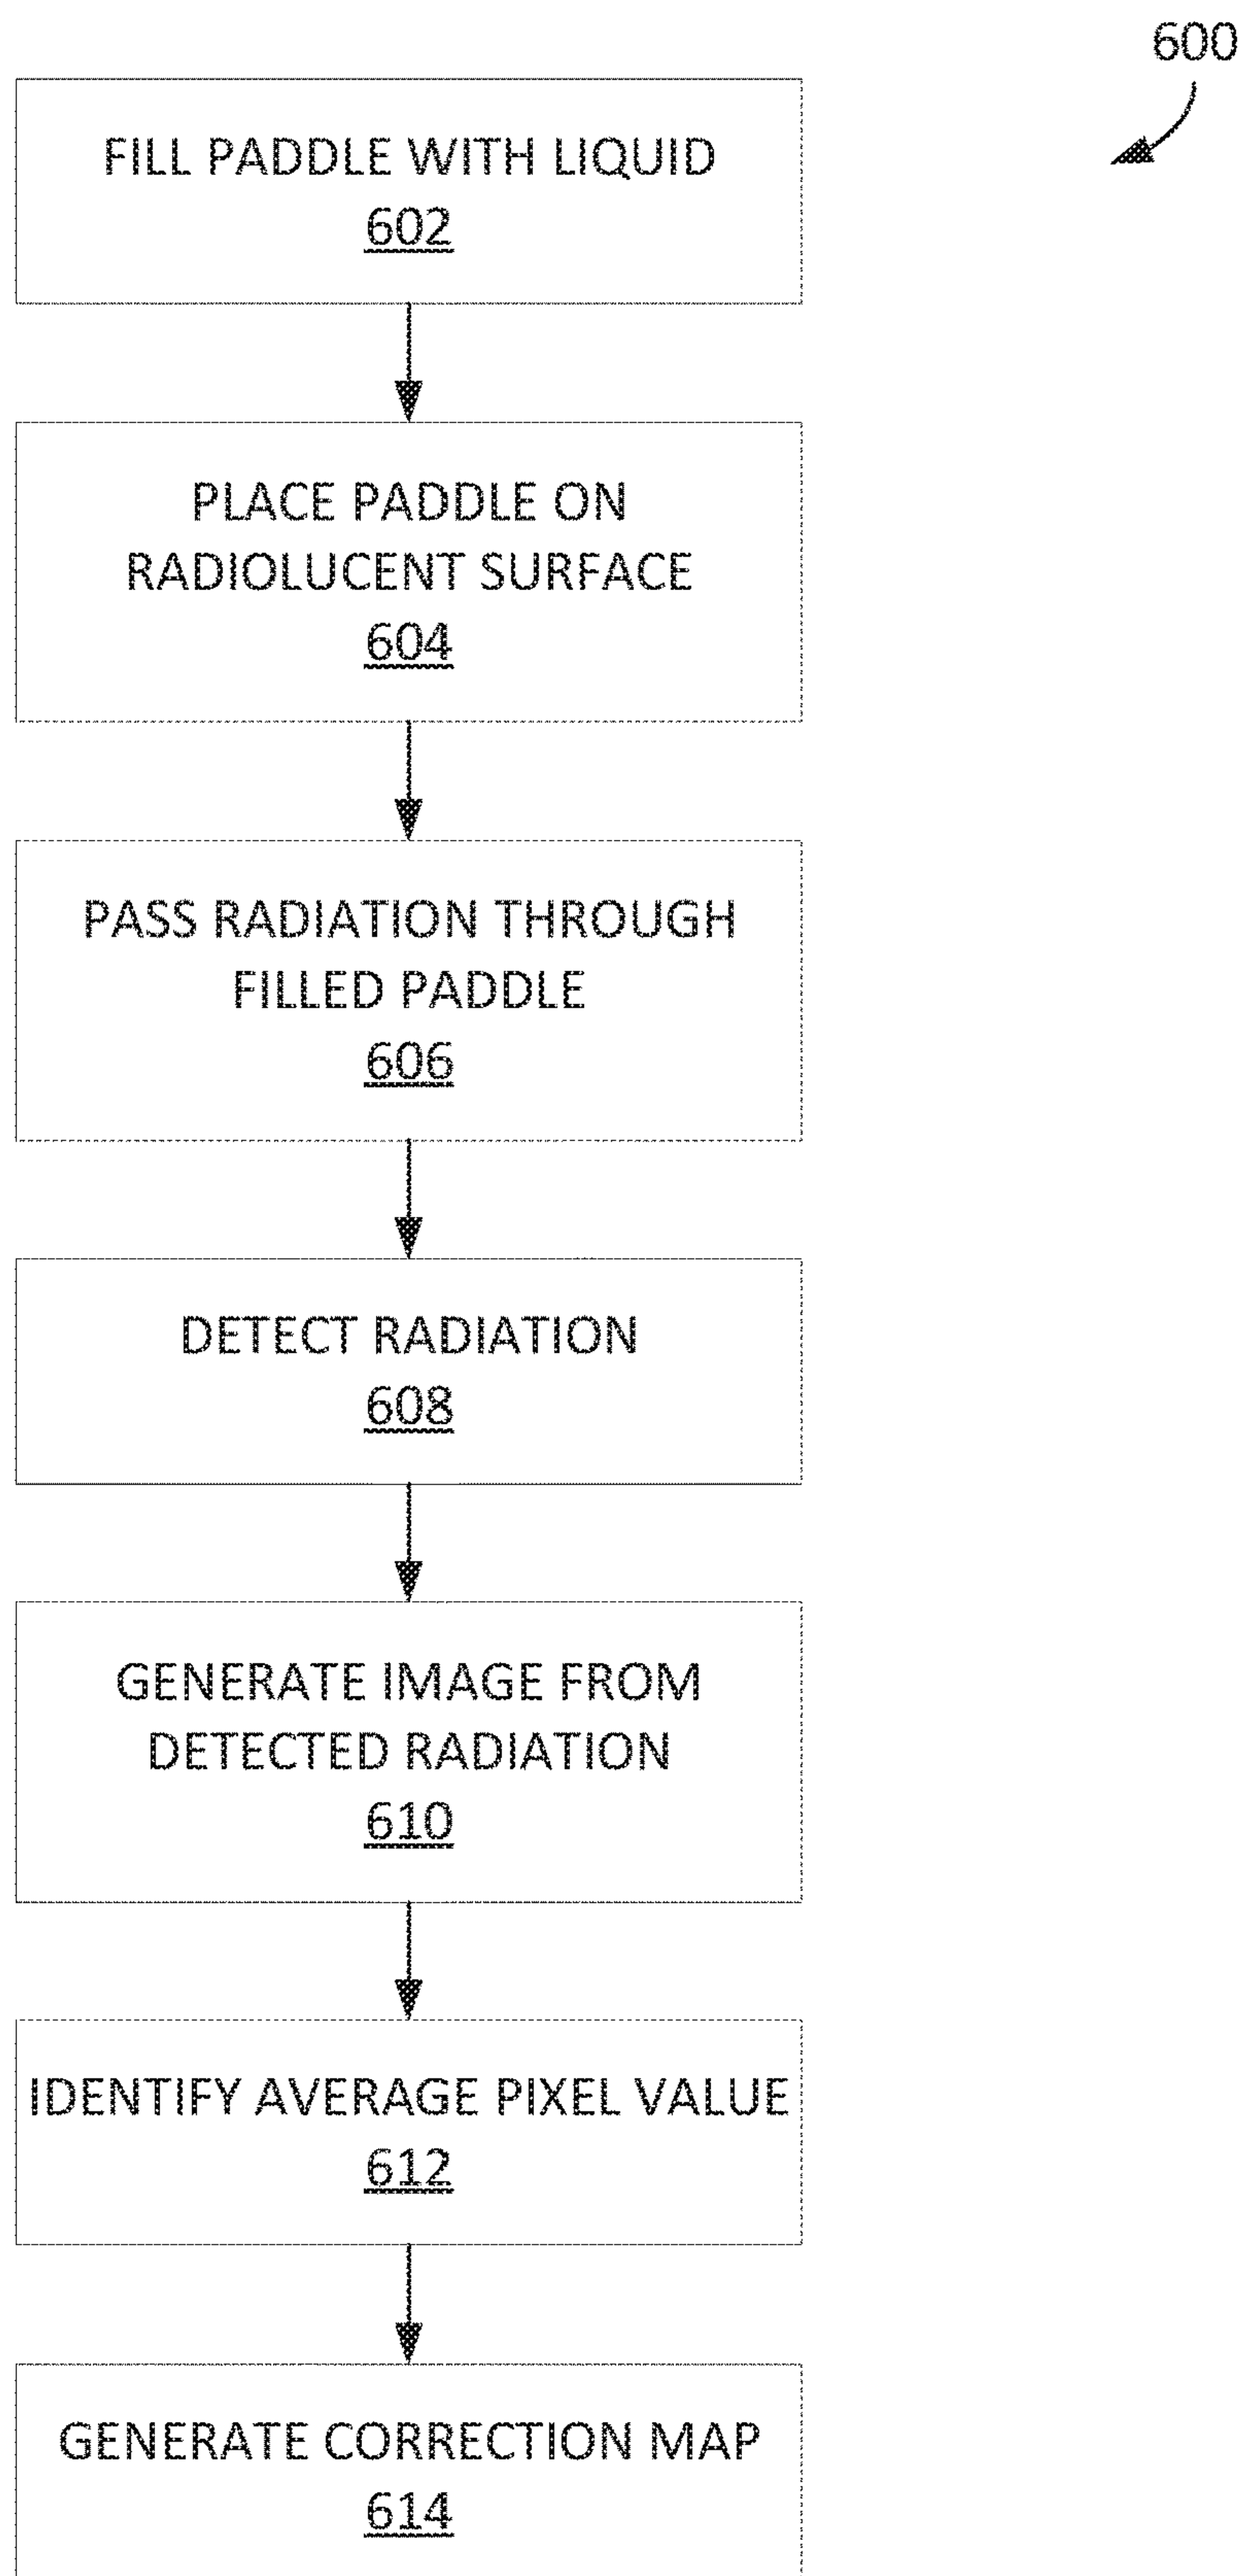 600
FILL PADDLE WITH LIQUID
602
PLACE PADDLE ON
RADIOLUCENT SURFACE
604
PASS RADIATION THROUGH
FILLED PADDLE
606
DETECT RADIATION
608
GENERATE IMAGE FROM
DETECTED RADIATION
610
IDENTIFY AVERAGE PIXEL VALUE
612
GENERATE CORRECTION MAP
614